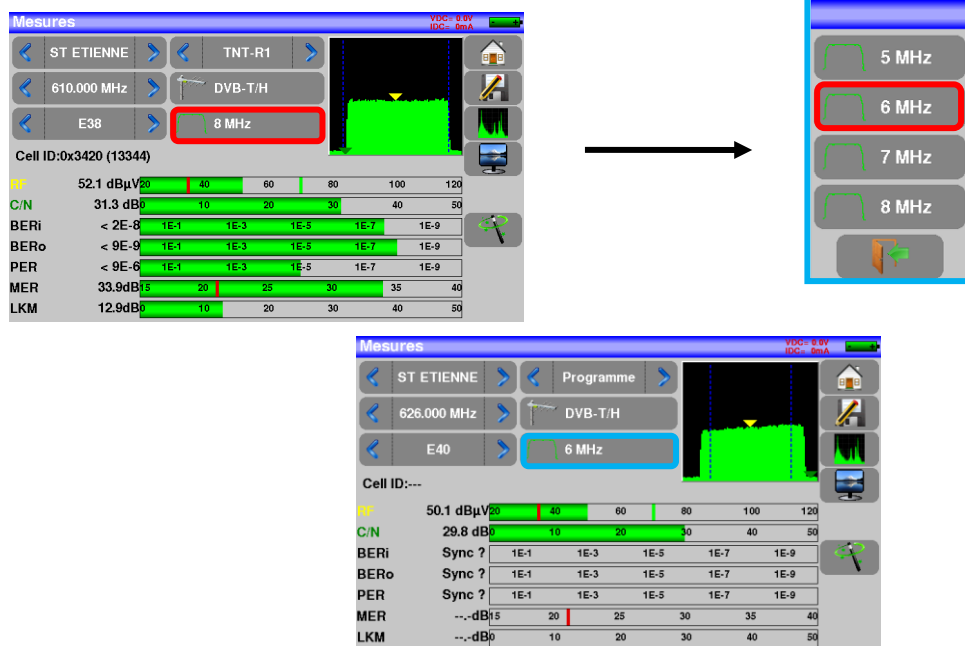 Mesures
VDC= 0.0V
IDC= 0mA
ST ETIENNE TNT-R1
610.000 MHz DVB-T/H
E38 8 MHz
Cell ID:0x3420 (13344)
RF 52.1 dBµV 20 40 60 80 100 120
C/N 31.3 dB 0 10 20 30 40 50
BERi < 2E-8 1E-1 1E-3 1E-5 1E-7 1E-9
BERo < 9E-9 1E-1 1E-3 1E-5 1E-7 1E-9
PER < 9E-6 1E-1 1E-3 1E-5 1E-7 1E-9
MER 33.9dB 15 20 25 30 35 40
LKM 12.9dB 0 10 20 30 40 50
5 MHz
6 MHz
7 MHz
8 MHz
Mesures
VDC= 0.0V
IDC= 0mA
ST ETIENNE Programme
626.000 MHz DVB-T/H
E40 6 MHz
Cell ID:---
RF 50.1 dBµV 20 40 60 80 100 120
C/N 29.8 dB 0 10 20 30 40 50
BERi Sync ? 1E-1 1E-3 1E-5 1E-7 1E-9
BERo Sync ? 1E-1 1E-3 1E-5 1E-7 1E-9
PER Sync ? 1E-1 1E-3 1E-5 1E-7 1E-9
MER --.-dB 15 20 25 30 35 40
LKM --.-dB 0 10 20 30 40 50